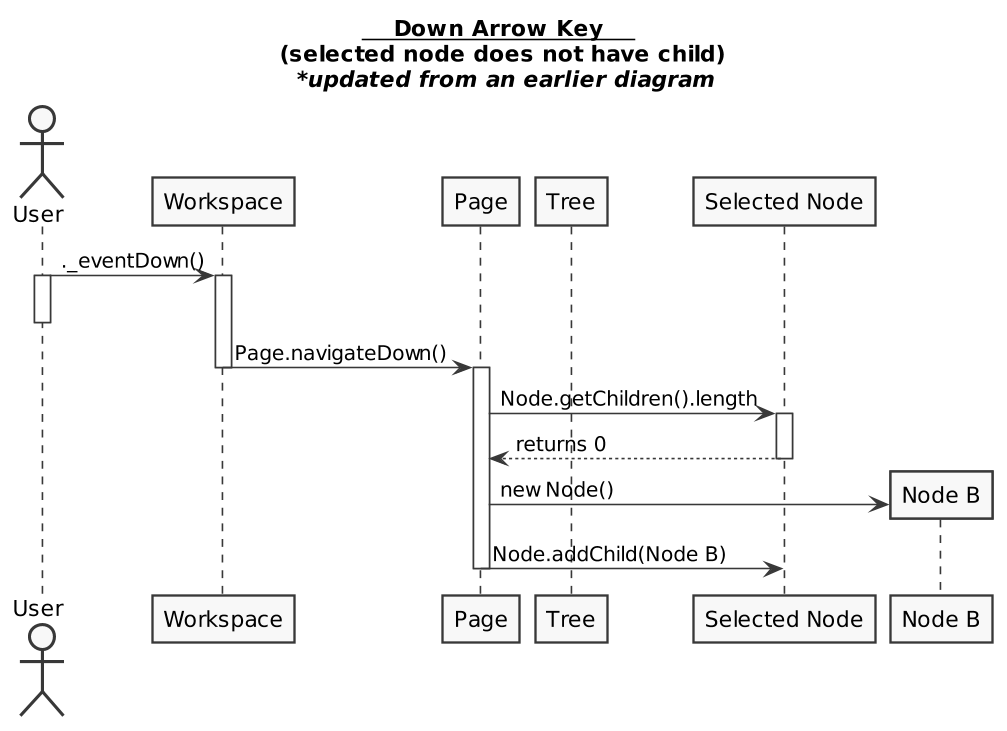 Down Arrow Key
(selected node does not have child)
*updated from an earlier diagram
User
Workspace
Page
Tree
Selected Node
._eventDown()
Page.navigateDown()
Node.getChildren().length
returns 0
Node B
new Node()
Node.addChild(Node B)
User
Workspace
Page
Tree
Selected Node
Node B